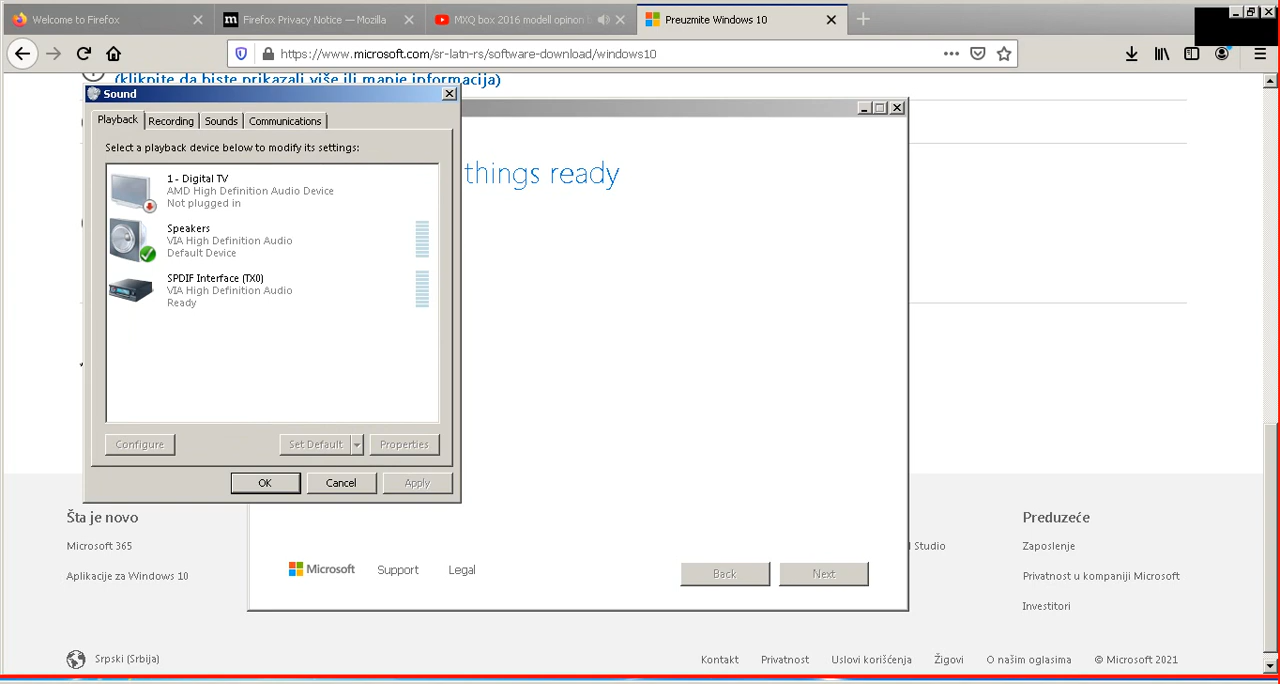 Welcome to Firefox
Firefox Privacy Notice — Mozilla
MXQ box 2016 modell opinon
Preuzmite Windows 10
https://www.microsoft.com/sr-latn-rs/software-download/windows10
(kliknite da biste prikazali više ili manje informacija)
Sound
Playback
Recording
Sounds
Communications
Select a playback device below to modify its settings:
1 - Digital TV
AMD High Definition Audio Device
Not plugged in
Speakers
VIA High Definition Audio
Default Device
SPDIF Interface (TX0)
VIA High Definition Audio
Ready
Configure
Set Default
Properties
OK
Cancel
Apply
things ready
Microsoft
Support
Legal
Back
Next
Šta je novo
Microsoft 365
Aplikacije za Windows 10
l Studio
Preduzeće
Zaposlenje
Privatnost u kompaniji Microsoft
Investitori
Srpski (Srbija)
Kontakt
Privatnost
Uslovi korišćenja
Žigovi
O našim oglasima
© Microsoft 2021